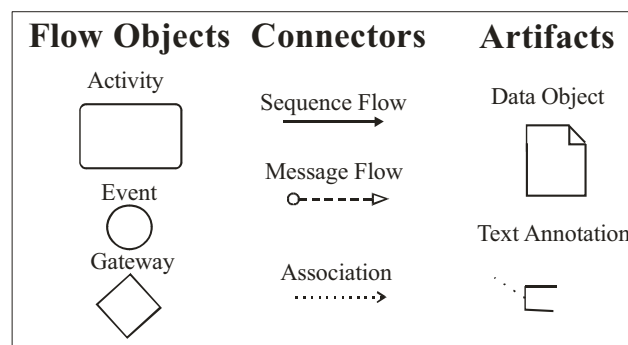 Flow Objects
Connectors
Artifacts
Activity
Event
Gateway
Sequence Flow
Message Flow
Association
Data Object
Text Annotation